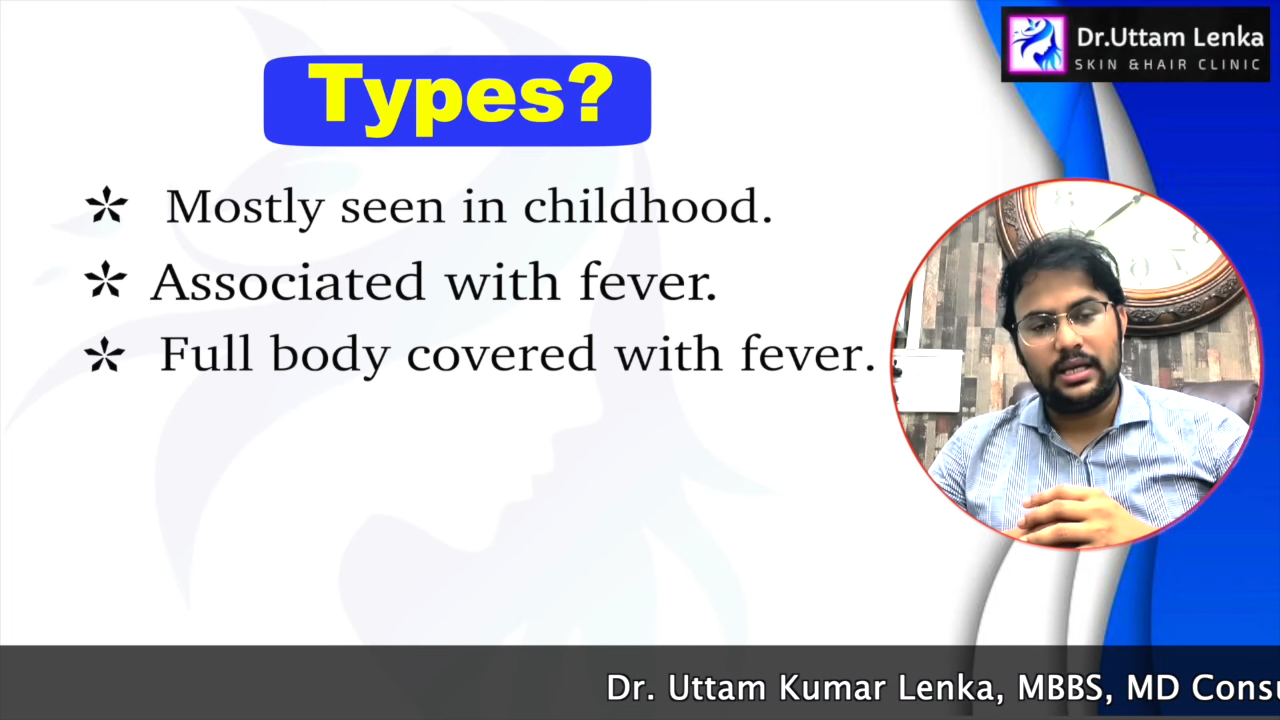 Dr.Uttam Lenka
SKIN & HAIR CLINIC
Types?
* Mostly seen in childhood.
* Associated with fever.
* Full body covered with fever.
Dr. Uttam Kumar Lenka, MBBS, MD Consu